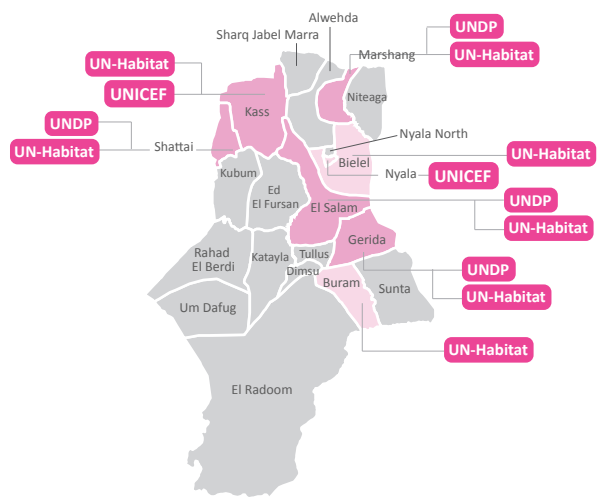 Alwehda
UNDP
Sharq Jabel Marra
Marshang
UN-Habitat
UN-Habitat
UNICEF
Niteaga
Kass
UNDP
Nyala North
UN-Habitat
Shattai
UN-Habitat
Bielel
Kubum
Nyala
UNICEF
Ed
El Fursan
UNDP
El Salam
UN-Habitat
Gerida
Rahad
El Berdi
Katayla
Tullus
Dimsu
UNDP
Buram
Sunta
UN-Habitat
Um Dafug
UN-Habitat
El Radoom